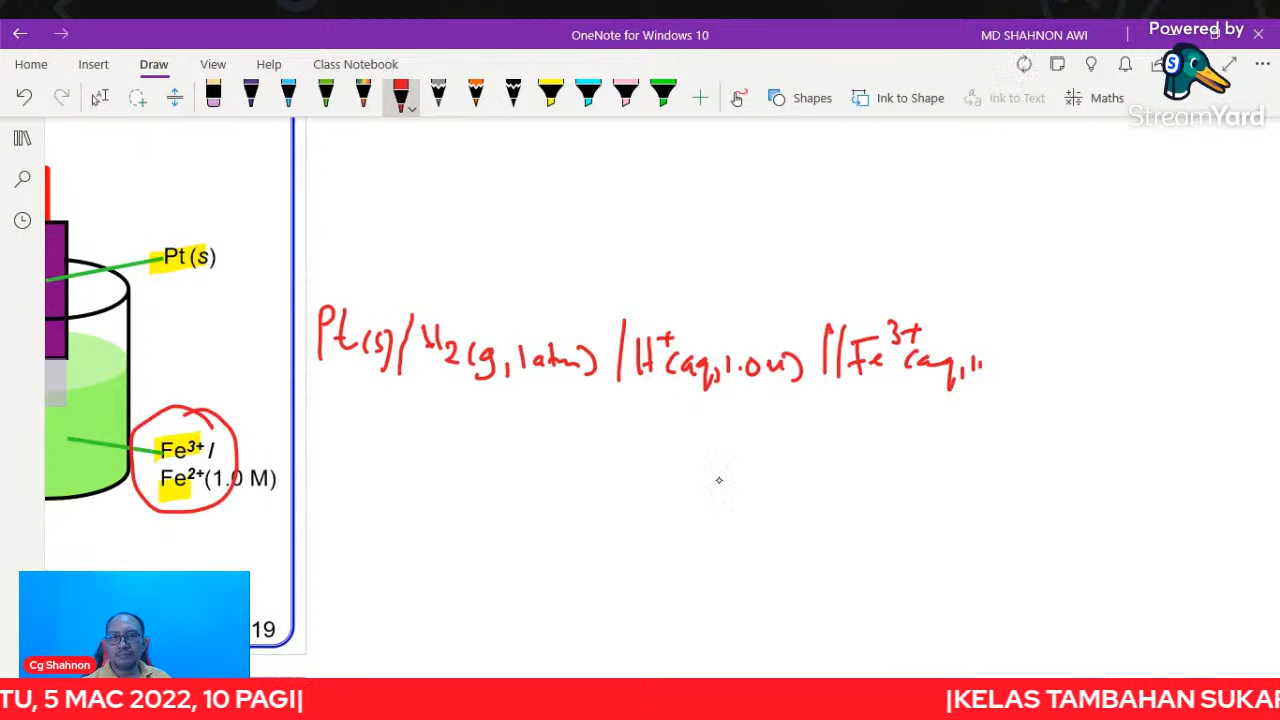 Powered by
OneNote for Windows 10
MD SHAHNON AWI
StreamYard
Home Insert Draw View Help Class Notebook
Shapes Ink to Shape Ink to Text Maths
Pt (s)
Pt(s)/H2(g, 1 atm) / H+(aq, 1.0M) // Fe3+(aq, 1.
Fe3+ /
Fe2+(1.0 M)
19
Cg Shahnon
TU, 5 MAC 2022, 10 PAGI| |KELAS TAMBAHAN SUKAR